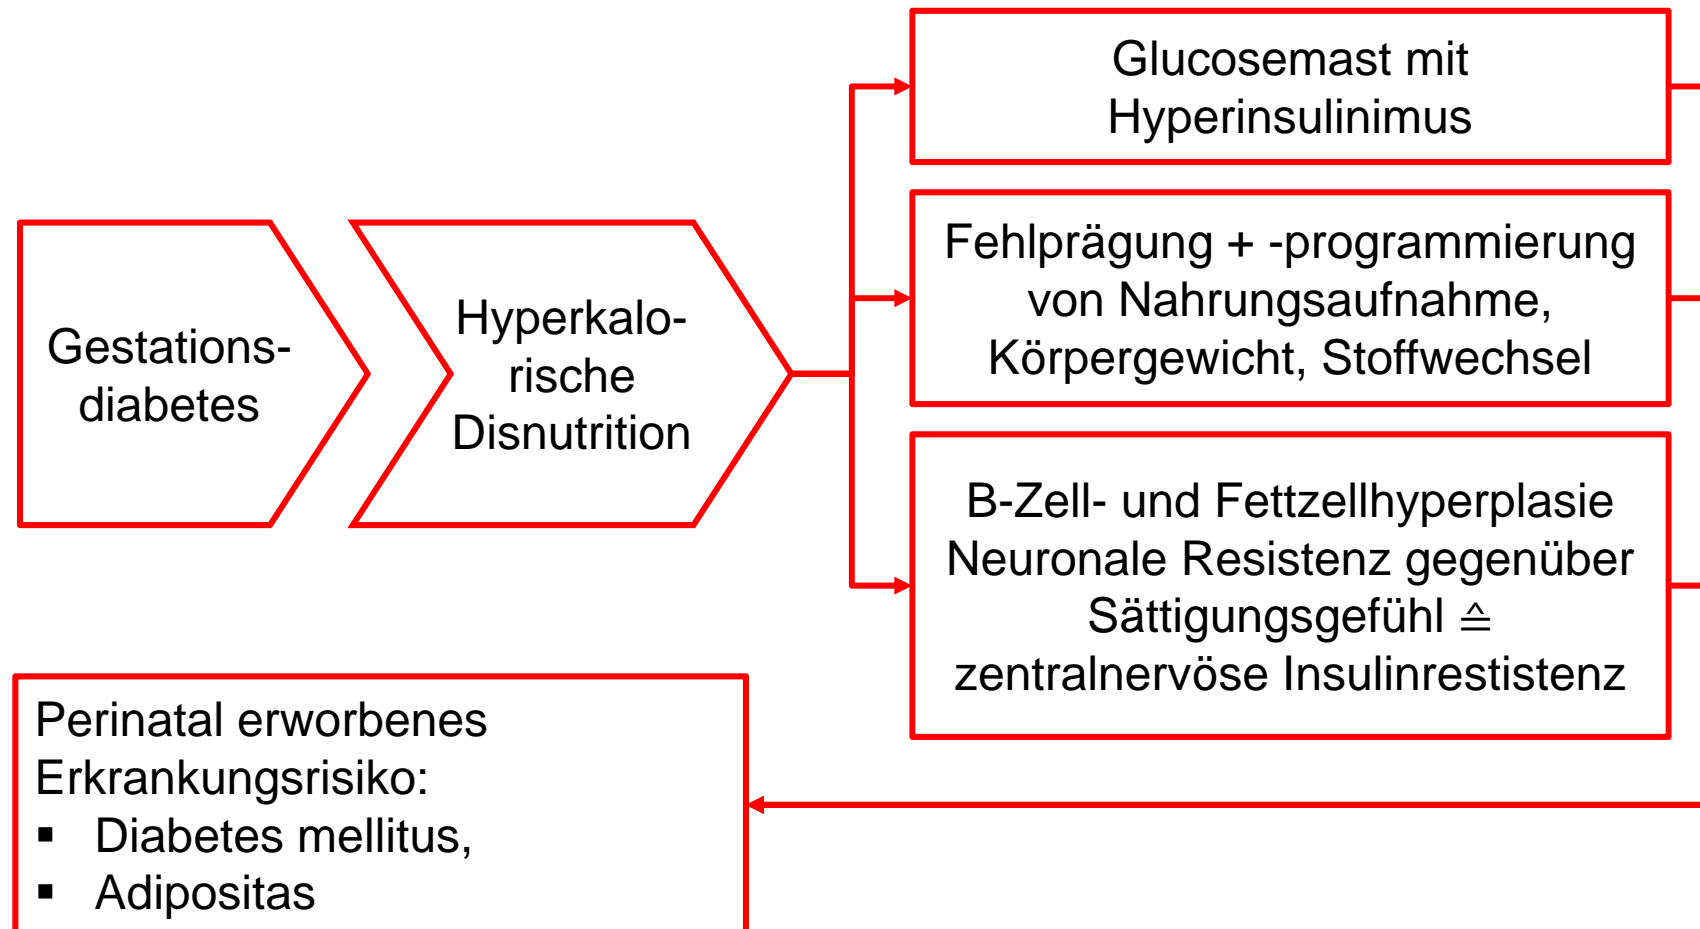 Glucosemast mit
Hyperinsulinimus
Gestations-
diabetes
Hyperkalo-
rische
Disnutrition
Fehlprägung + -programmierung
von Nahrungsaufnahme,
Körpergewicht, Stoffwechsel
B-Zell- und Fettzellhyperplasie
Neuronale Resistenz gegenüber
Sättigungsgefühl ≙
zentralnervöse Insulinrestistenz
Perinatal erworbenes
Erkrankungsrisiko:
▪ Diabetes mellitus,
▪ Adipositas